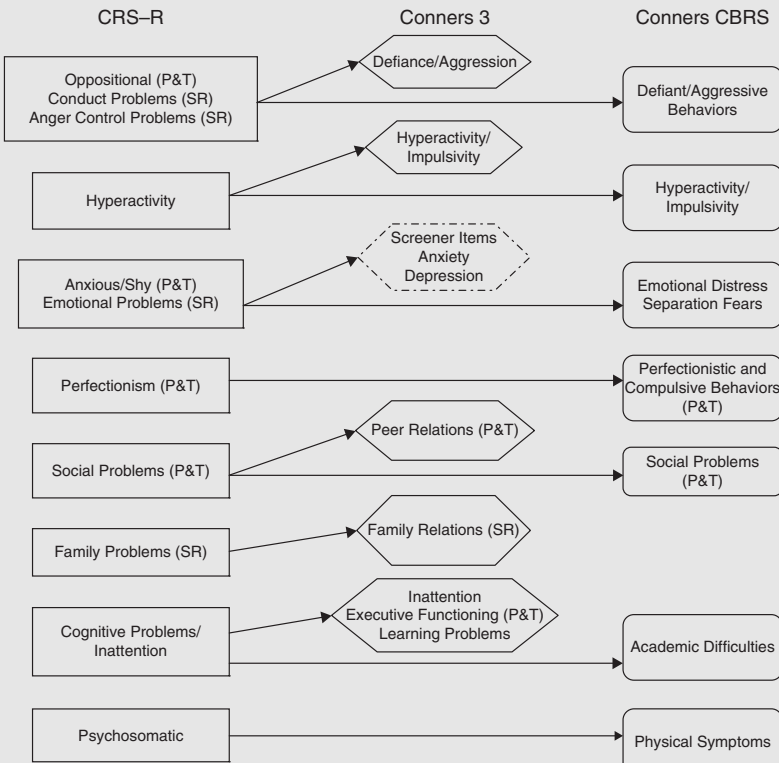 CRS–R
Conners 3
Conners CBRS
Oppositional (P&T)
Conduct Problems (SR)
Anger Control Problems (SR)
Defiance/Aggression
Defiant/Aggressive
Behaviors
Hyperactivity
Hyperactivity/
Impulsivity
Hyperactivity/
Impulsivity
Anxious/Shy (P&T)
Emotional Problems (SR)
Screener Items
Anxiety
Depression
Emotional Distress
Separation Fears
Perfectionism (P&T)
Perfectionistic and
Compulsive Behaviors
(P&T)
Social Problems (P&T)
Peer Relations (P&T)
Social Problems
(P&T)
Family Problems (SR)
Family Relations (SR)
Cognitive Problems/
Inattention
Inattention
Executive Functioning (P&T)
Learning Problems
Academic Difficulties
Psychosomatic
Physical Symptoms